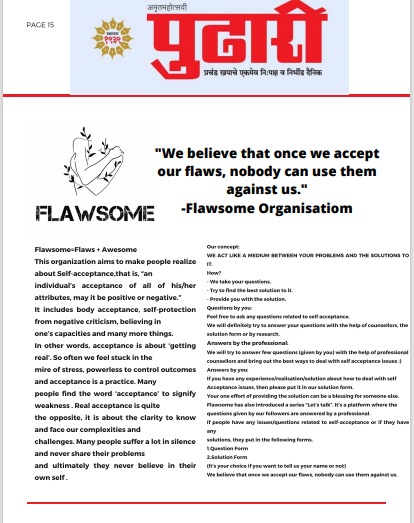 PAGE 15
अमृतमहोत्सवी
पुढारी
प्रचंड खपाचे एकमेव नि:पक्ष व निर्भीड दैनिक
FLAWSOME
"We believe that once we accept
our flaws, nobody can use them
against us."
-Flawsome Organisatiom
Flawsome=Flaws + Awesome
This organization aims to make people realize
about Self-acceptance,that is, "an
individual's acceptance of all of his/her
attributes, may it be positive or negative."
It includes body acceptance, self-protection
from negative criticism, believing in
one's capacities and many more things.
In other words, acceptance is about 'getting
real'. So often we feel stuck in the
mire of stress, powerless to control outcomes
and acceptance is a practice. Many
people find the word 'acceptance' to signify
weakness . Real acceptance is quite
the opposite, it is about the clarity to know
and face our complexities and
challenges. Many people suffer a lot in silence
and never share their problems
and ultimately they never believe in their
own self .
Our concept:
WE ACT LIKE A MEDIUM BETWEEN YOUR PROBLEMS AND THE SOLUTIONS TO
IT.
How?
- We take your questions.
- Try to find the best solution to it.
- Provide you with the solution.
Questions by you:
Feel free to ask any questions related to self acceptance.
We will definitely try to answer your questions with the help of counsellors, the
solution form or by research.
Answers by the professional:
We will try to answer few questions (given by you) with the help of professional
counsellors and bring out the best ways to deal with self acceptance issues :)
Answers by you:
If you have any experience/realisation/solution about how to deal with self
Acceptance issues, then please put it in our solution form.
Your one effort of providing the solution can be a blessing for someone else.
Flawsome has also introduced a series "Let's talk". It's a platform where the
questions given by our followers are answered by a professional.
If people have any issues/questions related to self-acceptance or if they have
any
solutions, they put in the following forms.
1.Question Form
2.Solution Form
(It's your choice if you want to tell us your name or not)
We believe that once we accept our flaws, nobody can use them against us.